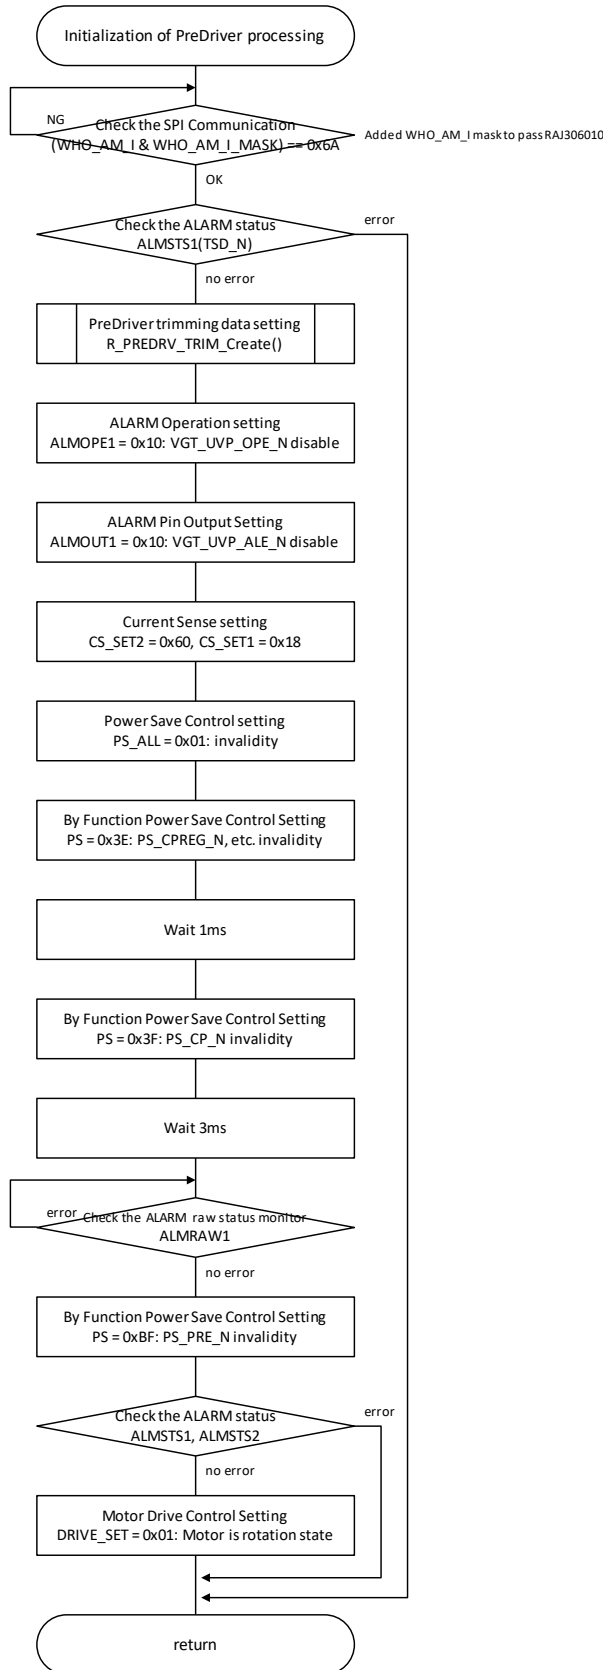 Initialization of PreDriver processing
NG
Check the SPI Communication
(WHO_AM_I & WHO_AM_I_MASK) == 0x6A
Added WHO_AM_I mask to pass RAJ306010
OK
Check the ALARM status
ALMSTS1(TSD_N)
error
no error
PreDriver trimming data setting
R_PREDRV_TRIM_Create()
ALARM Operation setting
ALMOPE1 = 0x10: VGT_UVP_OPE_N disable
ALARM Pin Output Setting
ALMOUT1 = 0x10: VGT_UVP_ALE_N disable
Current Sense setting
CS_SET2 = 0x60, CS_SET1 = 0x18
Power Save Control setting
PS_ALL = 0x01: invalidity
By Function Power Save Control Setting
PS = 0x3E: PS_CPREG_N, etc. invalidity
Wait 1ms
By Function Power Save Control Setting
PS = 0x3F: PS_CP_N invalidity
Wait 3ms
error
Check the ALARM raw status monitor
ALMRAW1
no error
By Function Power Save Control Setting
PS = 0xBF: PS_PRE_N invalidity
Check the ALARM status
ALMSTS1, ALMSTS2
error
no error
Motor Drive Control Setting
DRIVE_SET = 0x01: Motor is rotation state
return